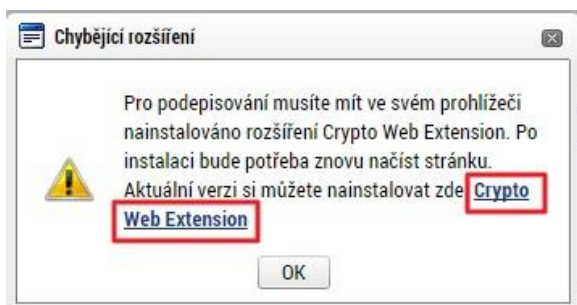 Chybějící rozšíření
Pro podepisování musíte mít ve svém prohlížeči
nainstalováno rozšíření Crypto Web Extension. Po
instalaci bude potřeba znovu načíst stránku.
Aktuální verzi si můžete nainstalovat zde Crypto
Web Extension
OK